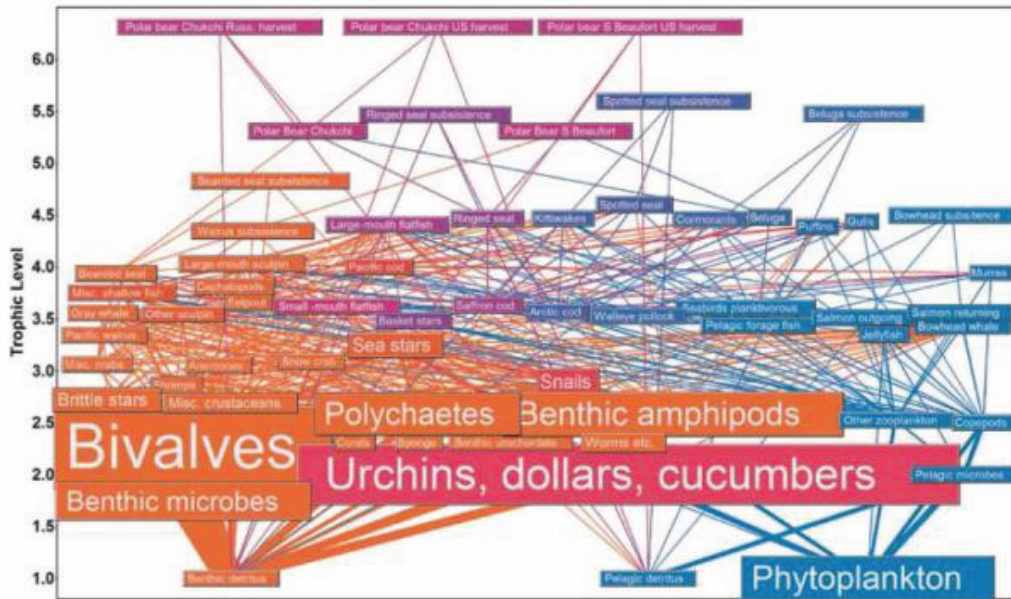 Polar bear Chukchi Russ. harvest
Polar bear Chukchi US harvest
Polar bear S Beaufort US harvest
6.0
Spotted seal subsistence
5.5
Ringed seal subsistence
Beluga subsistence
Polar Bear Chukchi
Polar Bear S Beaufort
5.0
Bearded seal subsistence
Spotted seal
4.5
Large-mouth flatfish
Ringed seal
Kittiwakes
Cormorants
Beluga
Puffins
Gulls
Bowhead subsitence
Walrus subsistence
4.0
Large-mouth sculpin
Pacific cod
Murres
Cephalopods
Misc. shallow fish
Eelpout
Small -mouth flatfish
Saffron cod
Arctic cod
Walleye pollock
Seabirds planktivorous
Salmon outgoing
Salmon returning
3.5
Gray whale
Other sculpin
Basket stars
Pelagic forage fish
Jellyfish
Bowhead whale
Trophic Level
Sea stars
Misc. crabs
Snow crab
3.0
Shrimps
Snails
Brittle stars
Misc. crustaceans
Polychaetes
Benthic amphipods
Other zooplankton
Copepods
2.5
Bivalves
Corals
Sponge
Benthic urochordate
Worms etc.
2.0
Urchins, dollars, cucumbers
Pelagic microbes
Benthic microbes
1.5
1.0
Benthic detritus
Pelagic detritus
Phytoplankton